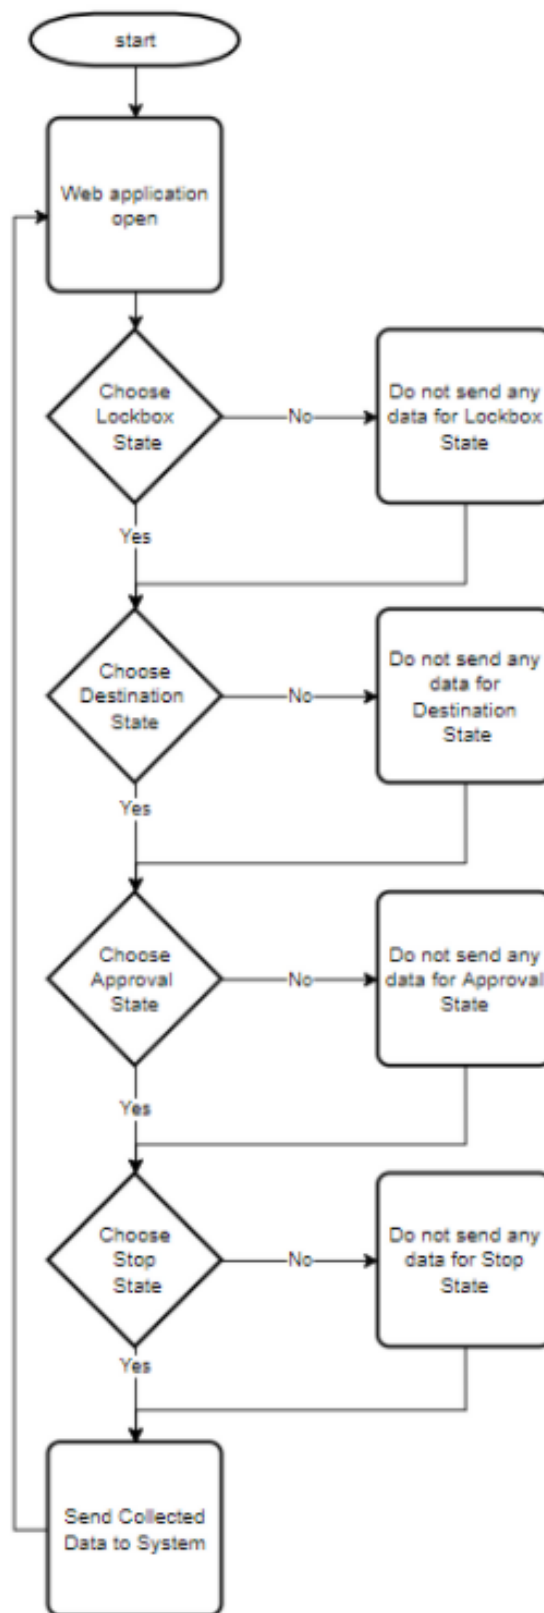 start
Web application
open
Choose
Lockbox
State
No
Do not send any
data for Lockbox
State
Yes
Choose
Destination
State
No
Do not send any
data for
Destination
State
Yes
Choose
Approval
State
No
Do not send any
data for Approval
State
Yes
Choose
Stop
State
No
Do not send any
data for Stop
State
Yes
Send Collected
Data to System